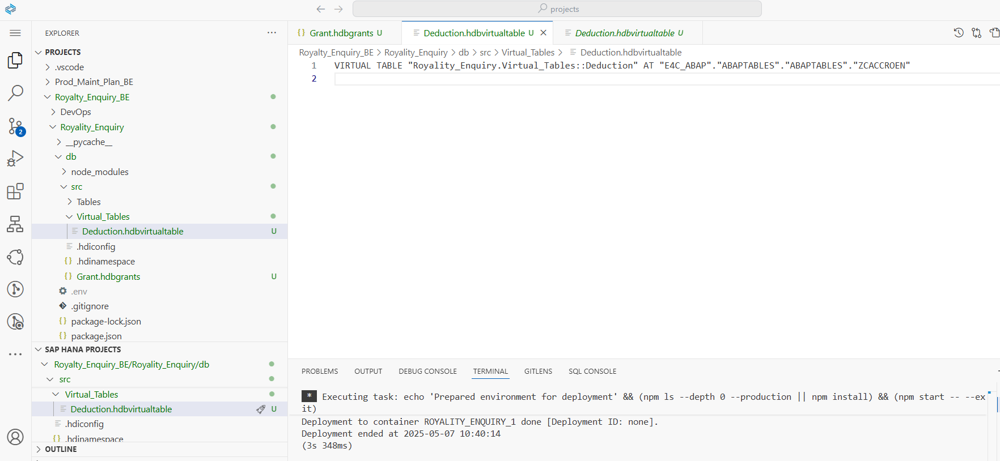 projects
EXPLORER
PROJECTS
.vscode
Prod_Maint_Plan_BE
Royalty_Enquiry_BE
DevOps
Royality_Enquiry
__pycache__
db
node_modules
src
Tables
Virtual_Tables
Deduction.hdbvirtualtable U
.hdiconfig
{} .hdinamespace
{} Grant.hdbgrants U
.env
.gitignore
{} package-lock.json
{} package.json
2
SAP HANA PROJECTS
Royalty_Enquiry_BE/Royality_Enquiry/db
src
Virtual_Tables
Deduction.hdbvirtualtable U
.hdiconfig
{} .hdinamespace
OUTLINE
{} Grant.hdbgrants U
Deduction.hdbvirtualtable U
Deduction.hdbvirtualtable U
Royalty_Enquiry_BE > Royality_Enquiry > db > src > Virtual_Tables > Deduction.hdbvirtualtable
1 VIRTUAL TABLE "Royality_Enquiry.Virtual_Tables::Deduction" AT "E4C_ABAP"."ABAPTABLES"."ABAPTABLES"."ZCACCROEN"
2
PROBLEMS OUTPUT DEBUG CONSOLE TERMINAL GITLENS SQL CONSOLE
* Executing task: echo 'Prepared environment for deployment' && (npm ls --depth 0 --production || npm install) && (npm start -- --ex
it)
Deployment to container ROYALITY_ENQUIRY_1 done [Deployment ID: none].
Deployment ended at 2025-05-07 10:40:14
(3s 348ms)